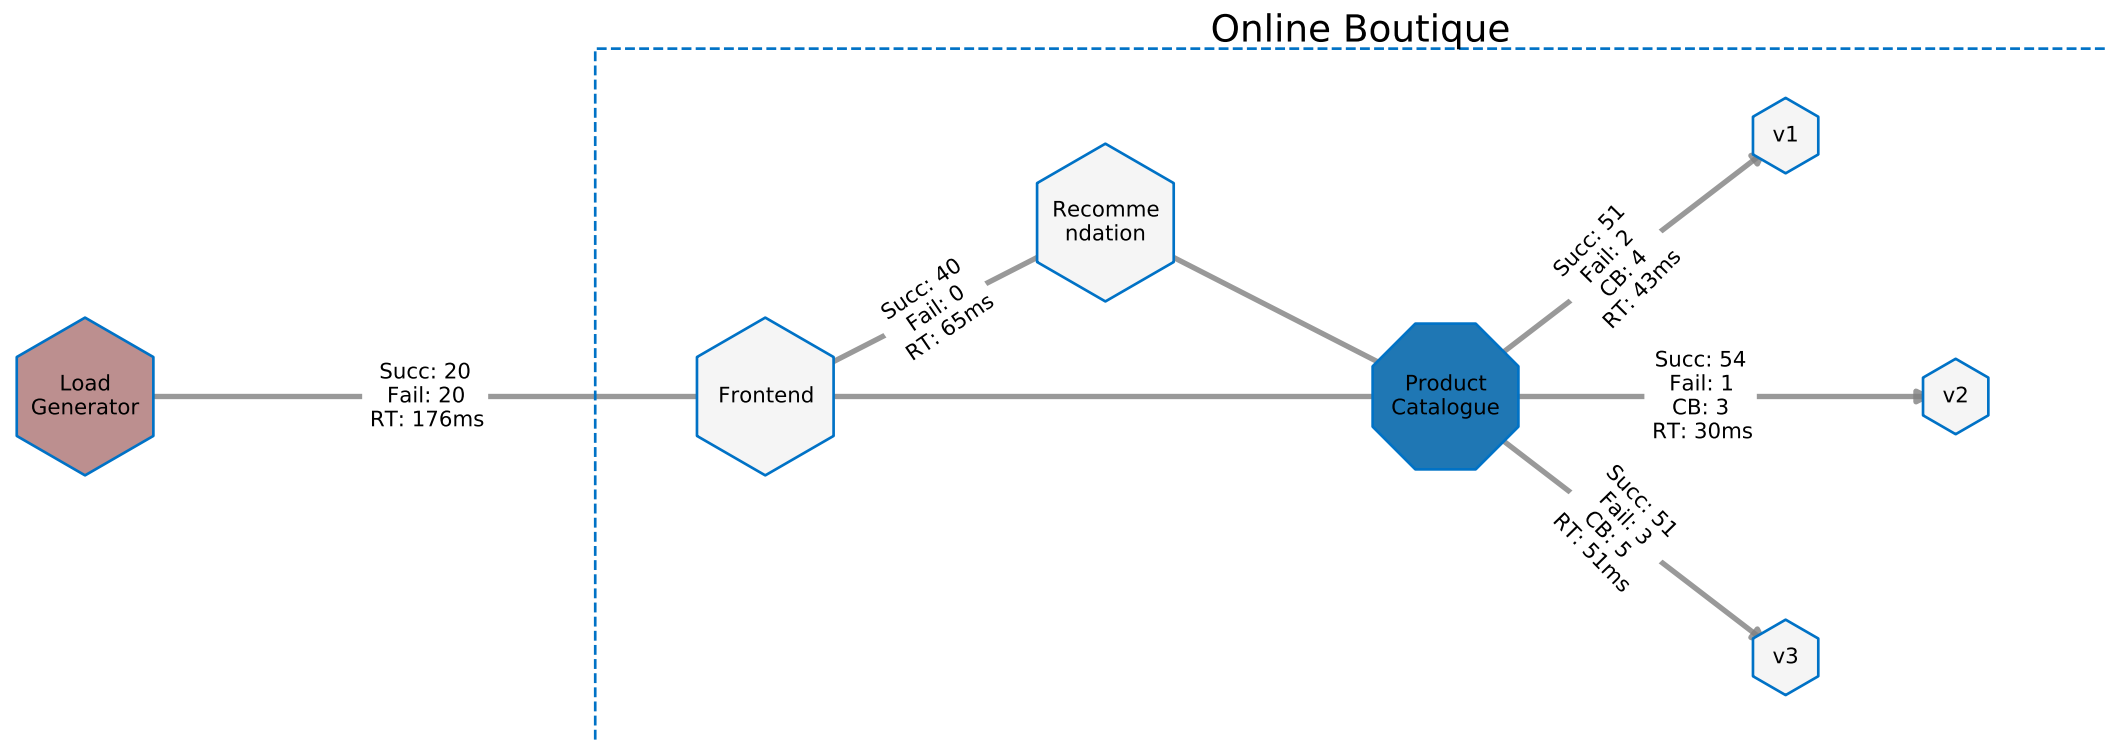 Online Boutique
Load
Generator
Succ: 20
Fail: 20
RT: 176ms
Frontend
Succ: 40
Fail: 0
RT: 65ms
Recomme
ndation
Product
Catalogue
Succ: 51
Fail: 2
CB: 4
RT: 43ms
v1
Succ: 54
Fail: 1
CB: 3
RT: 30ms
v2
Succ: 51
Fail: 3
CB: 5
RT: 51ms
v3